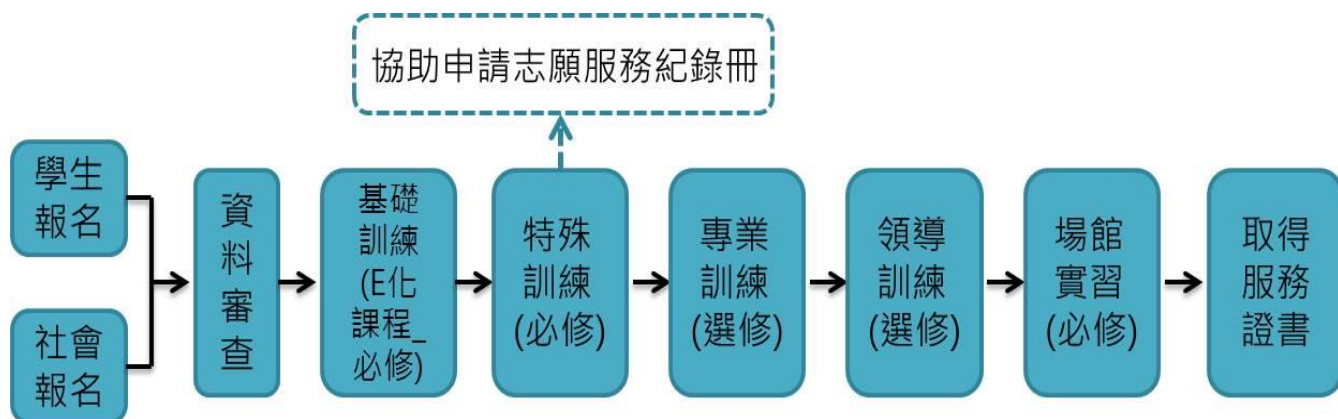 協助申請志願服務紀錄冊
學生
報名
社會
報名
資
料
審
查
基礎
訓練
(E化
課程_
必修)
特殊
訓練
(必修)
專業
訓練
(選修)
領導
訓練
(選修)
場館
實習
(必修)
取得
服務
證書